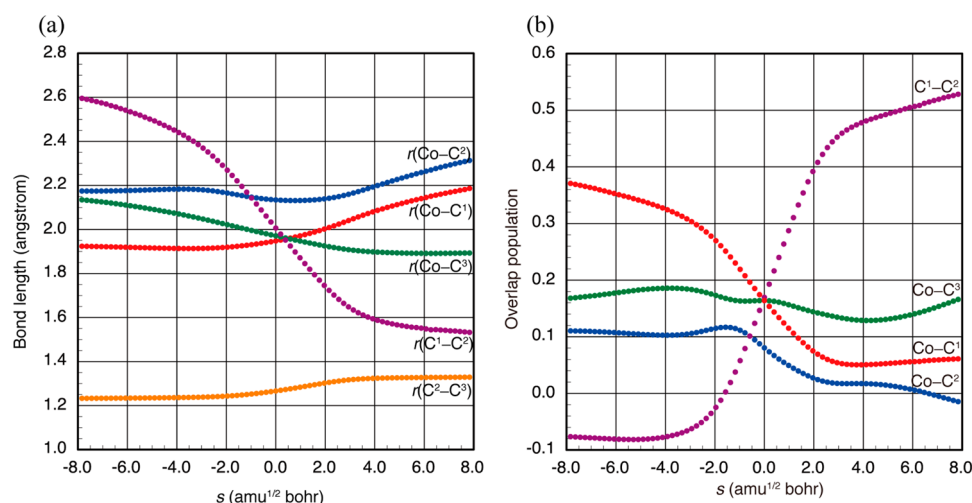 (a)
Bond length (angstrom)
2.8
2.6
2.4
2.2
2.0
1.8
1.6
1.4
1.2
1.0
r(Co–C²)
r(Co–C¹)
r(Co–C³)
r(C¹–C²)
r(C²–C³)
-8.0 -6.0 -4.0 -2.0 0.0 2.0 4.0 6.0 8.0
s (amu¹/² bohr)
(b)
Overlap population
0.6
0.5
0.4
0.3
0.2
0.1
0.0
-0.1
C¹–C²
Co–C³
Co–C¹
Co–C²
-8.0 -6.0 -4.0 -2.0 0.0 2.0 4.0 6.0 8.0
s (amu¹/² bohr)